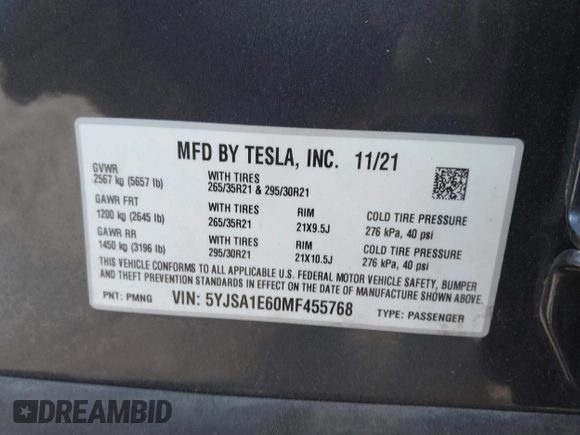 MFD BY TESLA, INC. 11/21
GVWR
2567 kg (5657 lb)
WITH TIRES
265/35R21 & 295/30R21
GAWR FRT
1200 kg (2645 lb)
WITH TIRES
265/35R21
RIM
21X9.5J
COLD TIRE PRESSURE
276 kPa, 40 psi
GAWR RR
1450 kg (3196 lb)
WITH TIRES
295/30R21
RIM
21X10.5J
COLD TIRE PRESSURE
276 kPa, 40 psi
THIS VEHICLE CONFORMS TO ALL APPLICABLE U.S. FEDERAL MOTOR VEHICLE SAFETY, BUMPER
AND THEFT PREVENTION STANDARDS IN EFFECT ON THE DATE OF MANUFACTURE SHOWN ABOVE.
PNT: PMNG VIN: 5YJSA1E60MF455768 TYPE: PASSENGER
DREAMBID